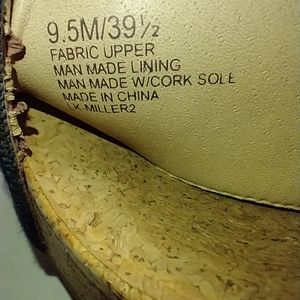 9.5M/39½
FABRIC UPPER
MAN MADE LINING
MAN MADE W/CORK SOLE
MADE IN CHINA
LK-MILLER2